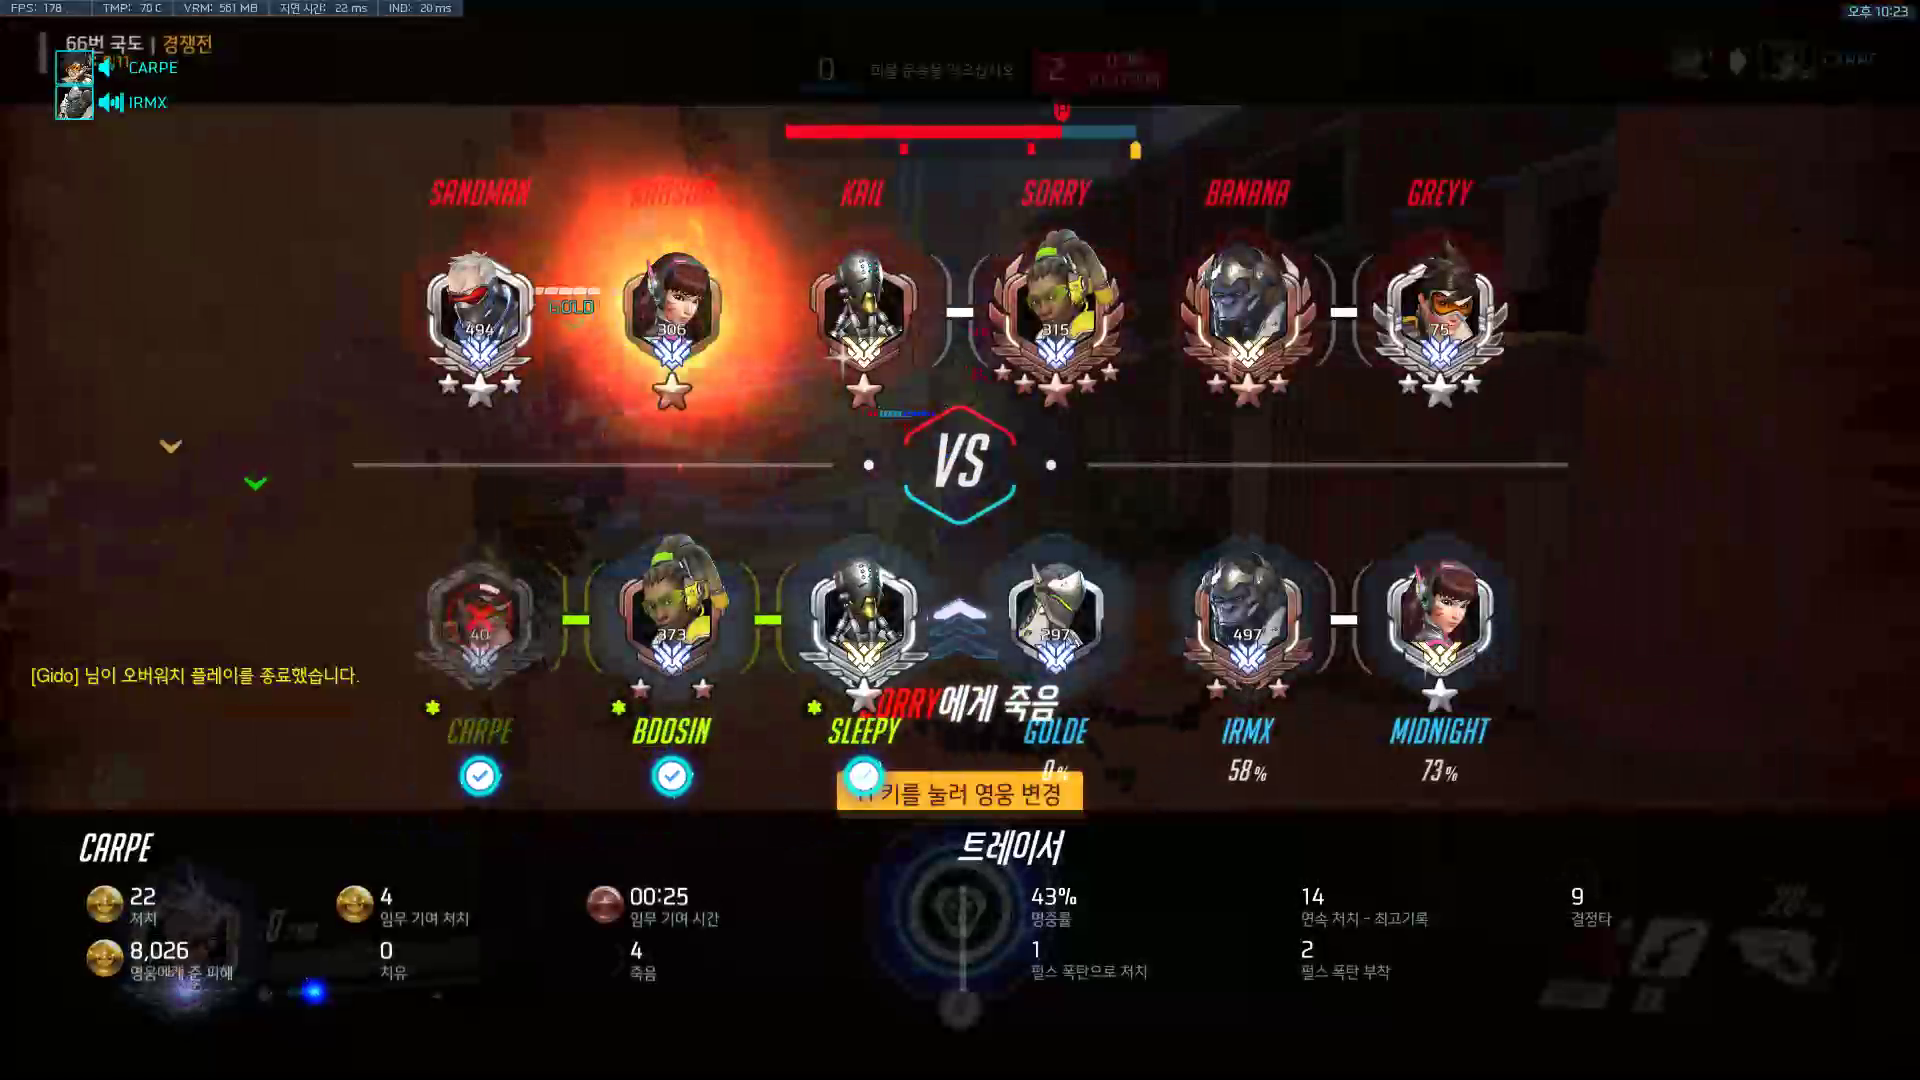 FPS: 178 TMP: 70 C VRM: 561 MB 지연 시간: 22 ms IND: 20 ms
오후 10:23
66번 국도 | 경쟁전
CARPE
IRMX
0 2
SANDMAN KAIL SORRY BANANA GREYY
GOLD
494 306 315 75
VS
40 373 297 497
[Gido] 님이 오버워치 플레이를 종료했습니다.
에게 죽음
CARPE BDOSIN SLEEPY GOLDE IRMX MIDNIGHT
0% 58% 73%
키를 눌러 영웅 변경
CARPE 트레이서
22 4 00:25 43% 14 9
처치 임무 기여 처치 임무 기여 시간 명중률 연속 처치 - 최고기록 결정타
8,026 0 4 1 2
영웅에게 준 피해 치유 죽음 펄스 폭탄으로 처치 펄스 폭탄 부착